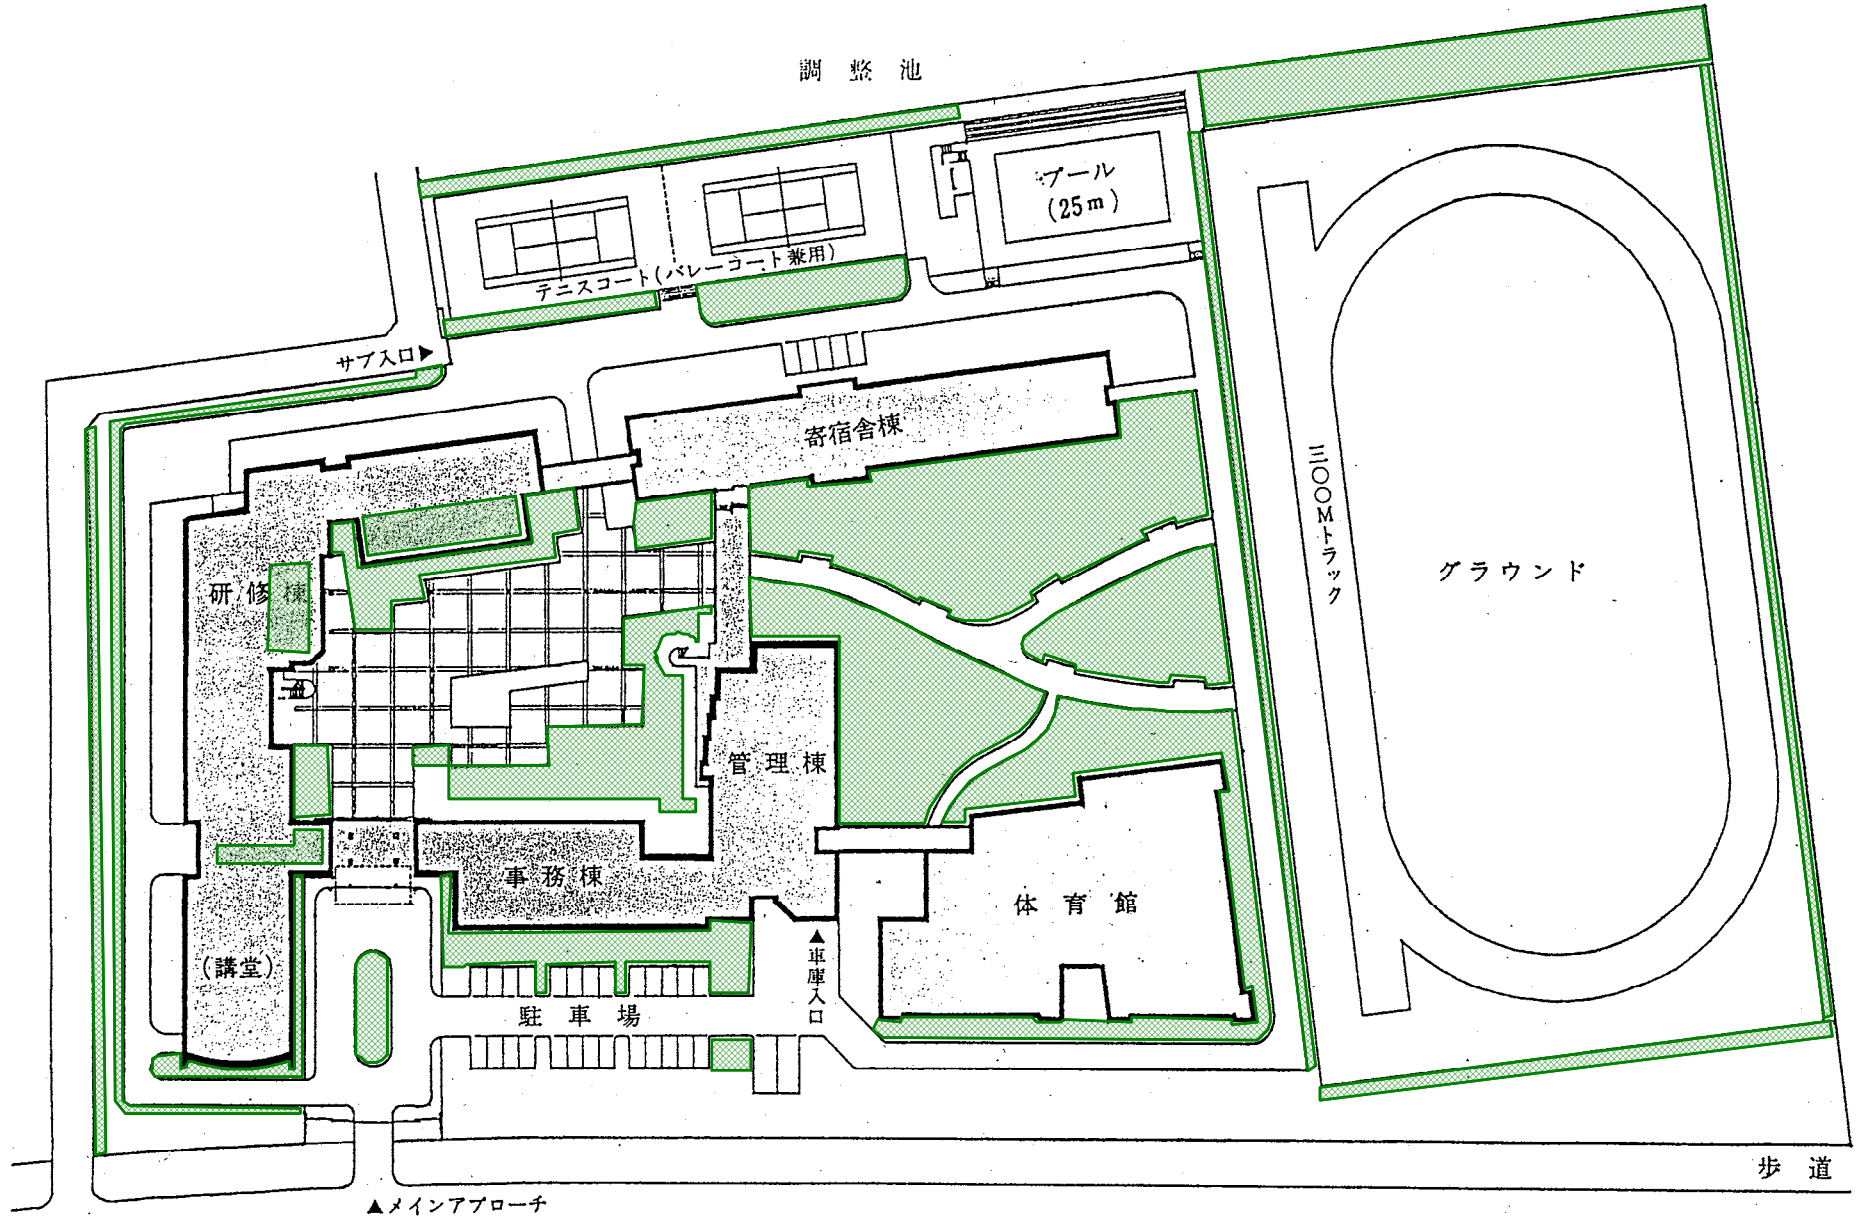 調整池
プール
(25m)
テニスコート(バレーコート兼用)
サブ入口▶
寄宿舎棟
三〇〇Mトラック
グラウンド
研修棟
管理棟
事務棟
体育館
(講堂)
▲車庫入口
駐車場
歩道
▲メインアプローチ